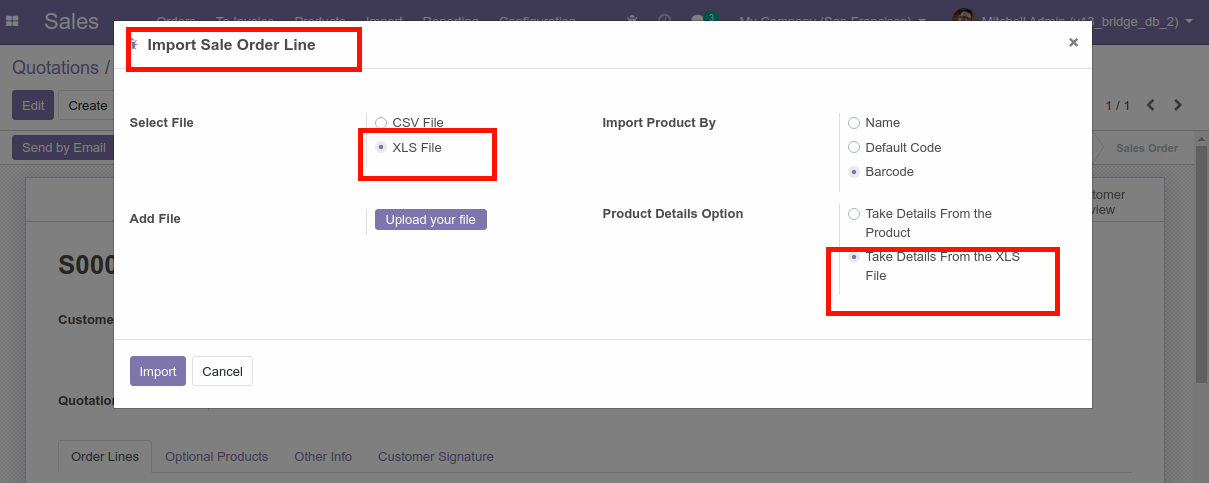 Sales
Orders To Invoice Products Import Reporting Configuration
3
My Company (San Francisco)
Mitchell Admin (v13_bridge_db_2)
Import Sale Order Line
×
Quotations /
Edit
Create
1 / 1
Send by Email
Sales Order
Select File
CSV File
XLS File
Import Product By
Name
Default Code
Barcode
Add File
Upload your file
Product Details Option
Take Details From the
Product
Take Details From the XLS
File
S000
Custome
Import
Cancel
Quotation
Order Lines
Optional Products
Other Info
Customer Signature